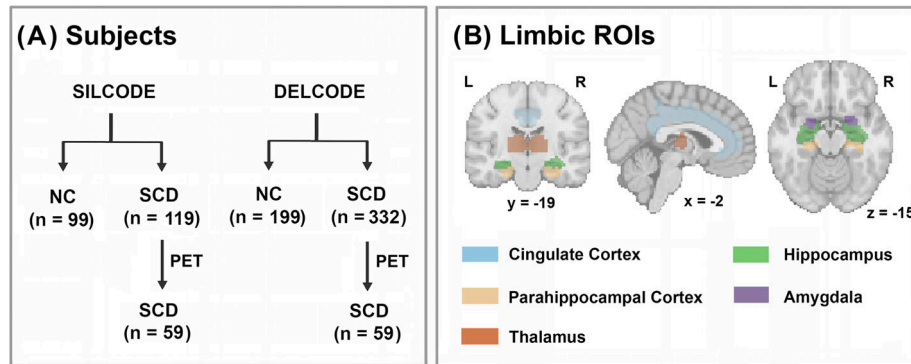 (A) Subjects
SILCODE
DELCODE
NC
(n = 99)
SCD
(n = 119)
NC
(n = 199)
SCD
(n = 332)
PET
PET
SCD
(n = 59)
SCD
(n = 59)
(B) Limbic ROIs
L
R
L
R
y = -19
x = -2
z = -15
Cingulate Cortex
Hippocampus
Parahippocampal Cortex
Amygdala
Thalamus